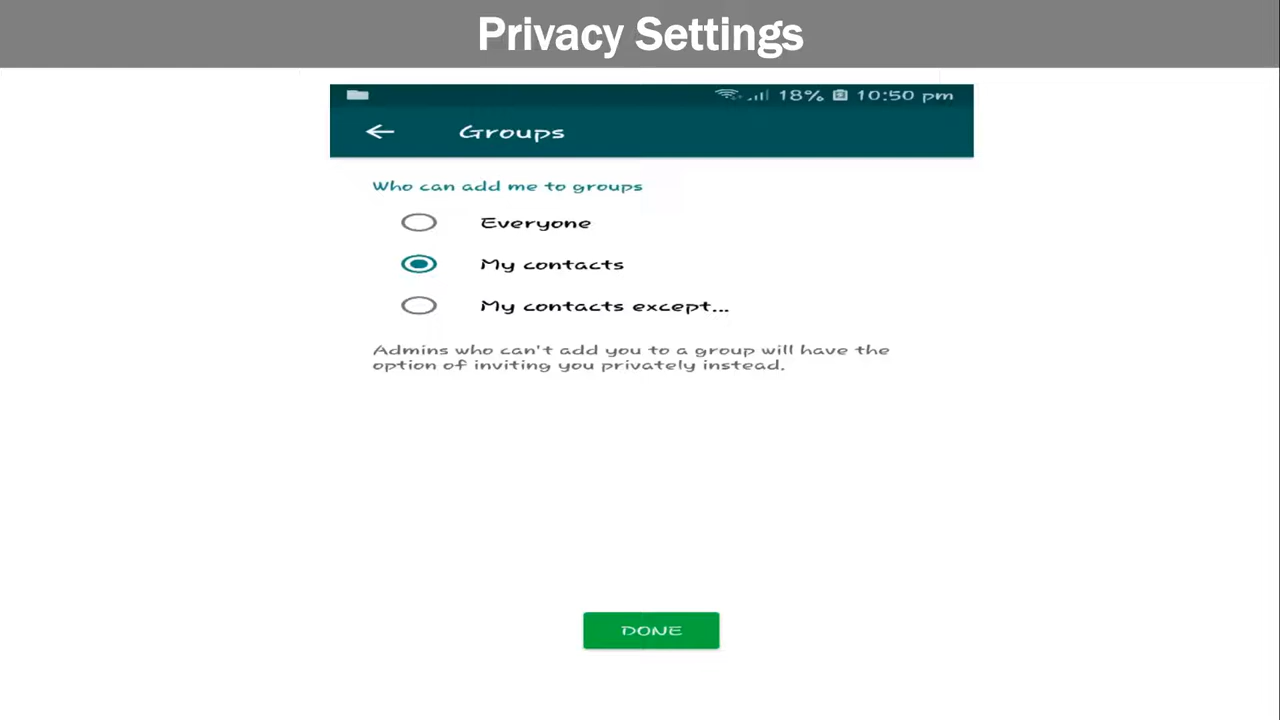 Privacy Settings
18% 10:50 pm
Groups
Who can add me to groups
Everyone
My contacts
My contacts except...
Admins who can't add you to a group will have the
option of inviting you privately instead.
DONE